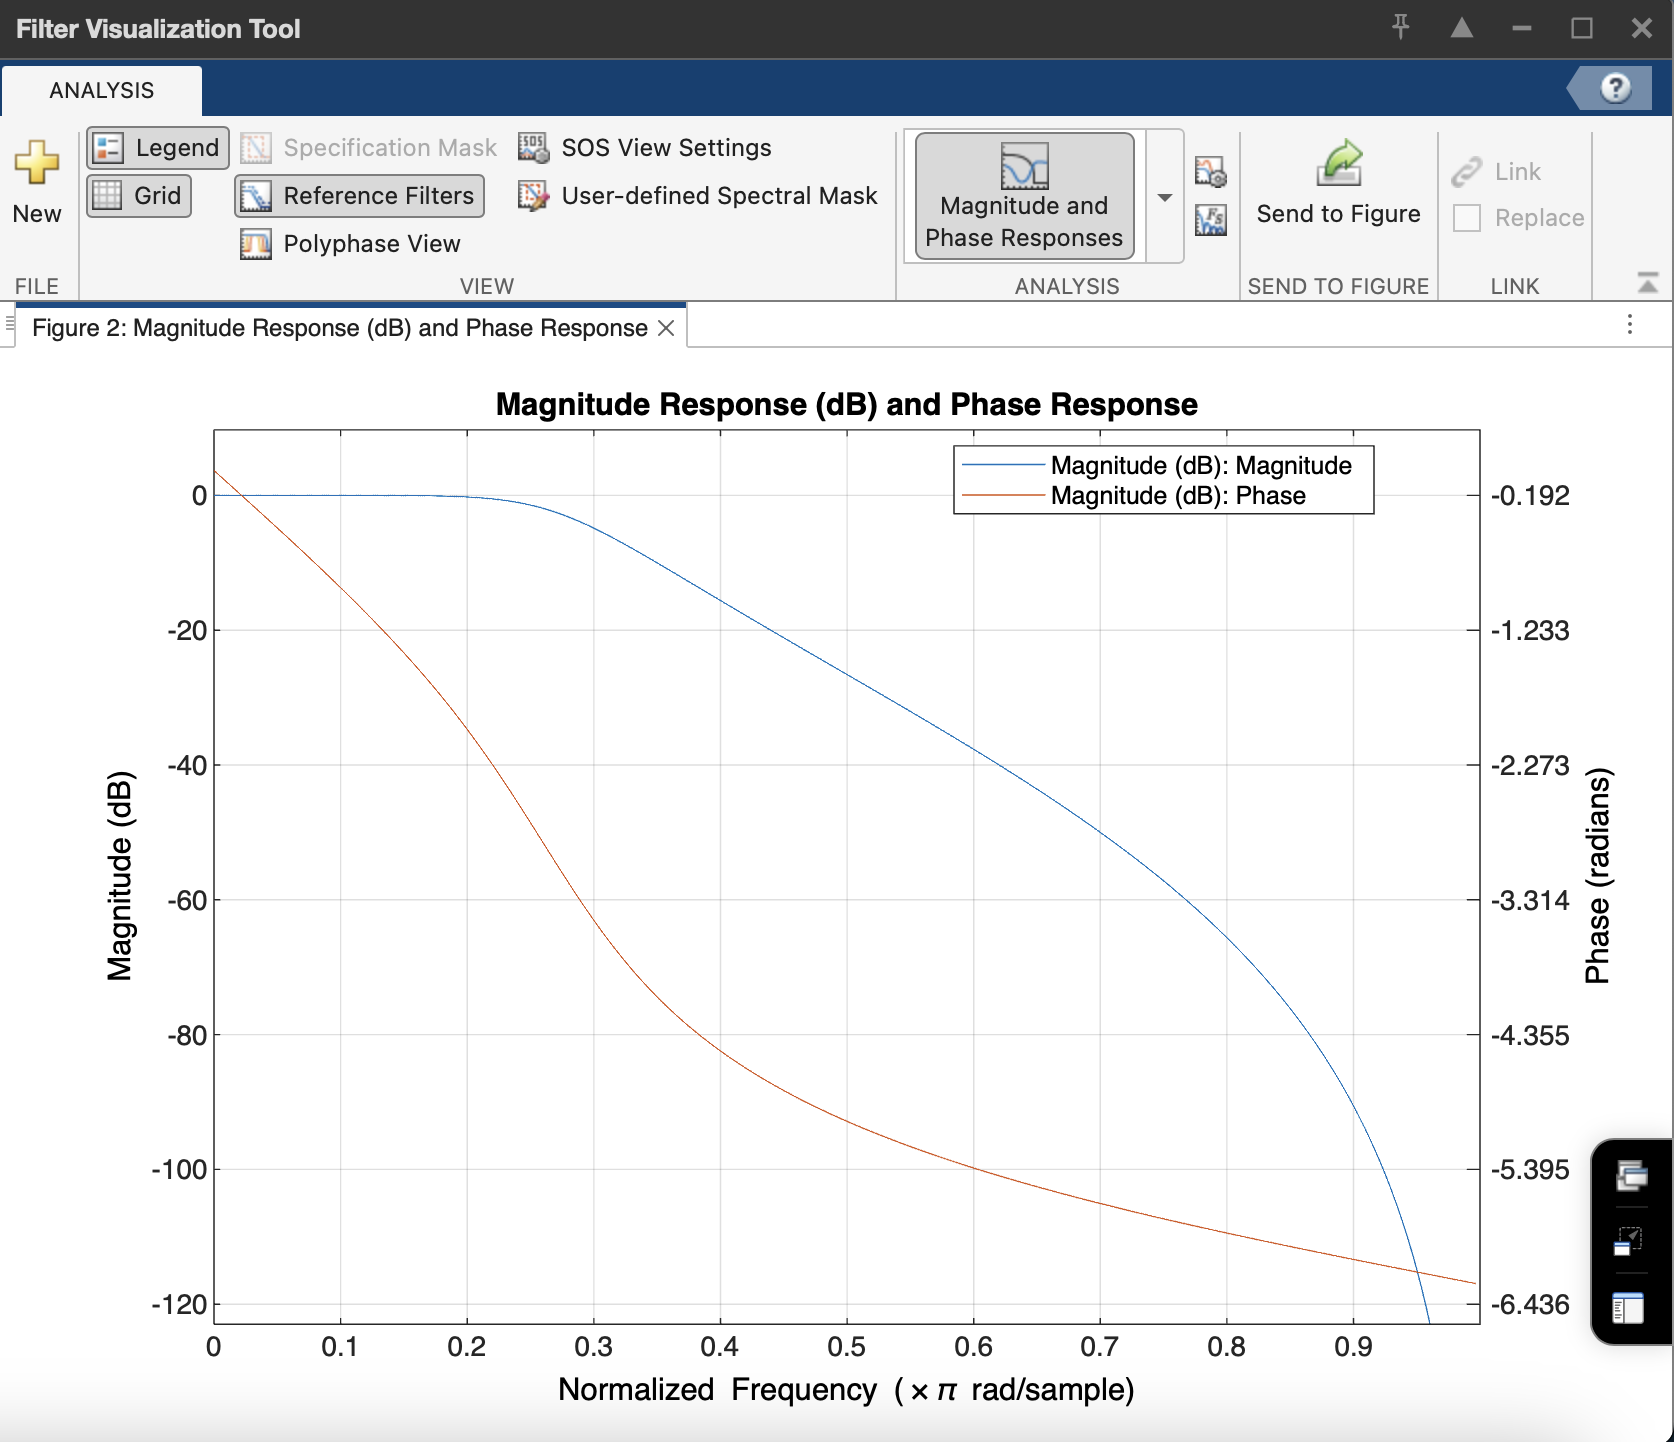 Filter Visualization Tool
ANALYSIS
New
FILE
Legend
Grid
Specification Mask
Reference Filters
Polyphase View
SOS View Settings
User-defined Spectral Mask
VIEW
Magnitude and
Phase Responses
ANALYSIS
Send to Figure
SEND TO FIGURE
Link
Replace
LINK
Figure 2: Magnitude Response (dB) and Phase Response
Magnitude Response (dB) and Phase Response
Magnitude (dB): Magnitude
Magnitude (dB): Phase
Magnitude (dB)
0
-20
-40
-60
-80
-100
-120
-0.192
-1.233
-2.273
-3.314
-4.355
-5.395
-6.436
Phase (radians)
0 0.1 0.2 0.3 0.4 0.5 0.6 0.7 0.8 0.9
Normalized Frequency (×π rad/sample)